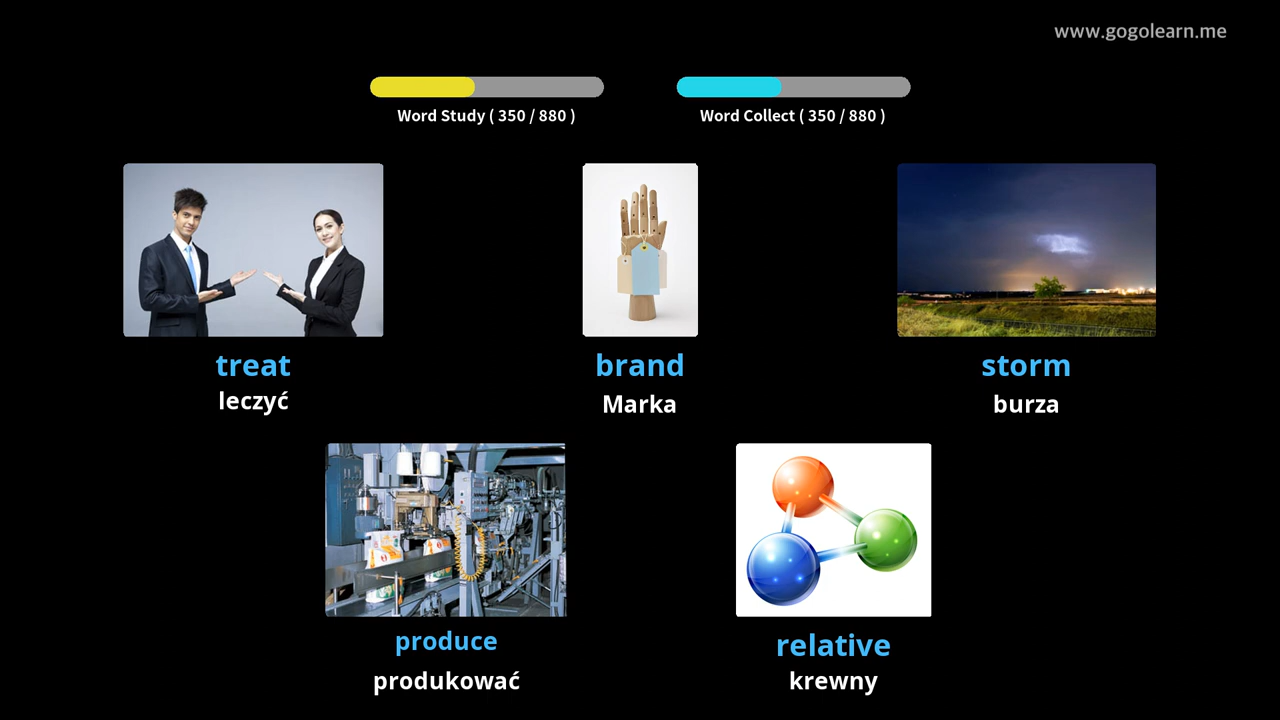 www.gogolearn.me
Word Study ( 350 / 880 )
Word Collect ( 350 / 880 )
treat
leczyć
brand
Marka
storm
burza
produce
produkować
relative
krewny